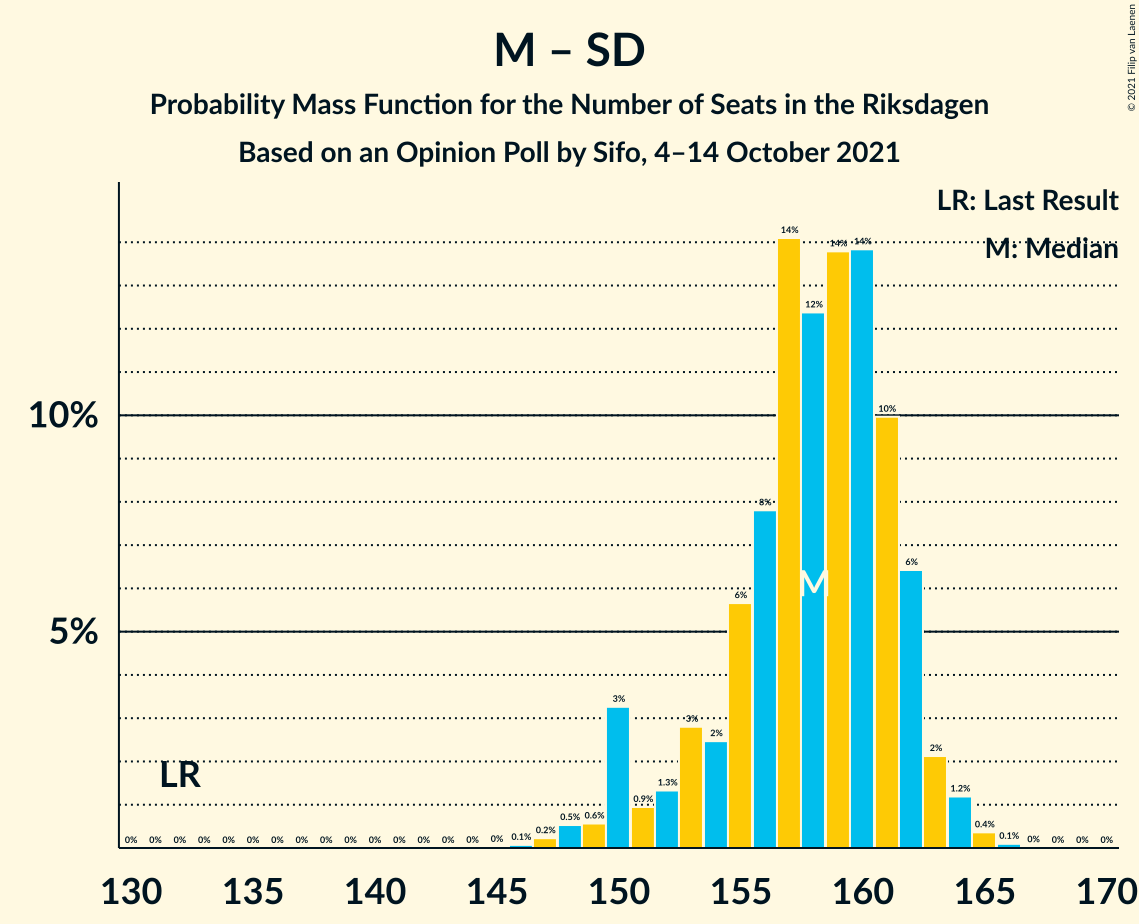 © 2021 Filip van Laenen
M – SD
Probability Mass Function for the Number of Seats in the Riksdagen
Based on an Opinion Poll by Sifo, 4–14 October 2021
LR: Last Result
M: Median
10%
5%
LR
M
0% 0% 0% 0% 0% 0% 0% 0% 0% 0% 0% 0% 0% 0% 0% 0% 0.1% 0.2% 0.5% 0.6% 3% 0.9% 1.3% 3% 2% 6% 8% 14% 12% 14% 14% 10% 6% 2% 1.2% 0.4% 0.1% 0% 0% 0% 0%
130 135 140 145 150 155 160 165 170